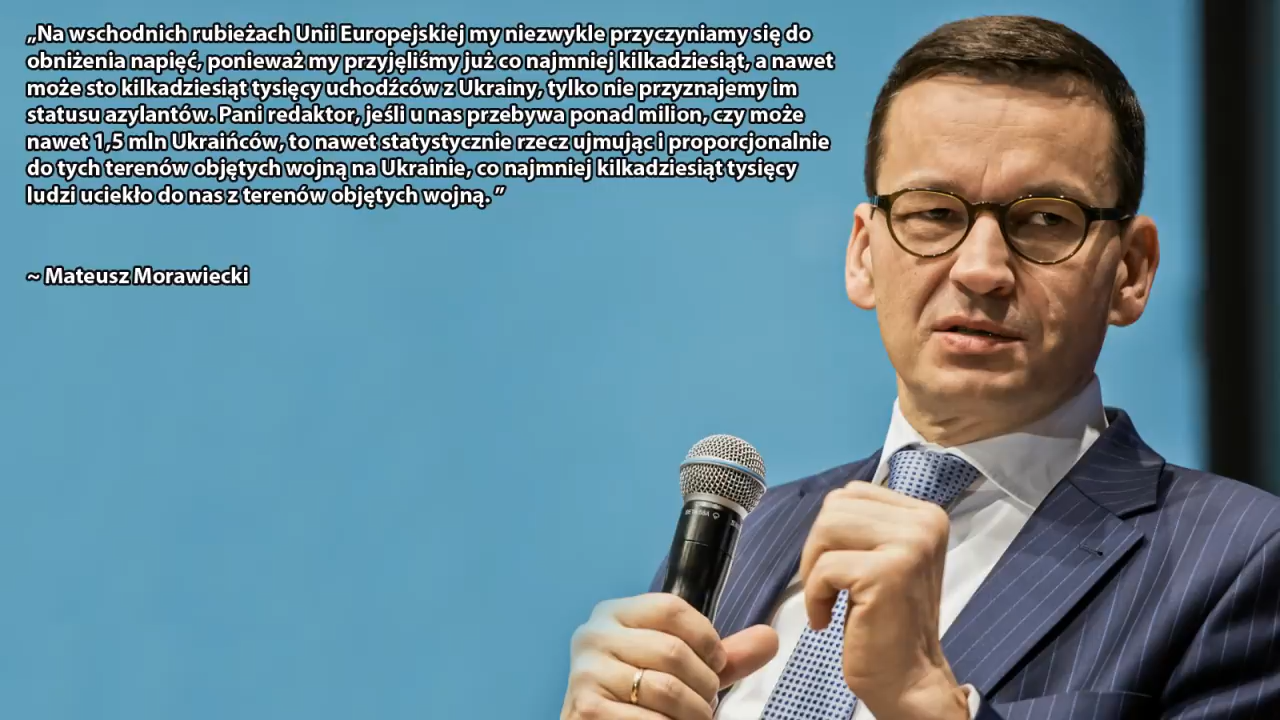 „Na wschodnich rubieżach Unii Europejskiej my niezwykle przyczyniamy się do
obniżenia napięć, ponieważ my przyjęliśmy już co najmniej kilkadziesiąt, a nawet
może sto kilkadziesiąt tysięcy uchodźców z Ukrainy, tylko nie przyznajemy im
statusu azylantów. Pani redaktor, jeśli u nas przebywa ponad milion, czy może
nawet 1,5 mln Ukraińców, to nawet statystycznie rzecz ujmując i proporcjonalnie
do tych terenów objętych wojną na Ukrainie, co najmniej kilkadziesiąt tysięcy
ludzi uciekło do nas z terenów objętych wojną. ”
~ Mateusz Morawiecki